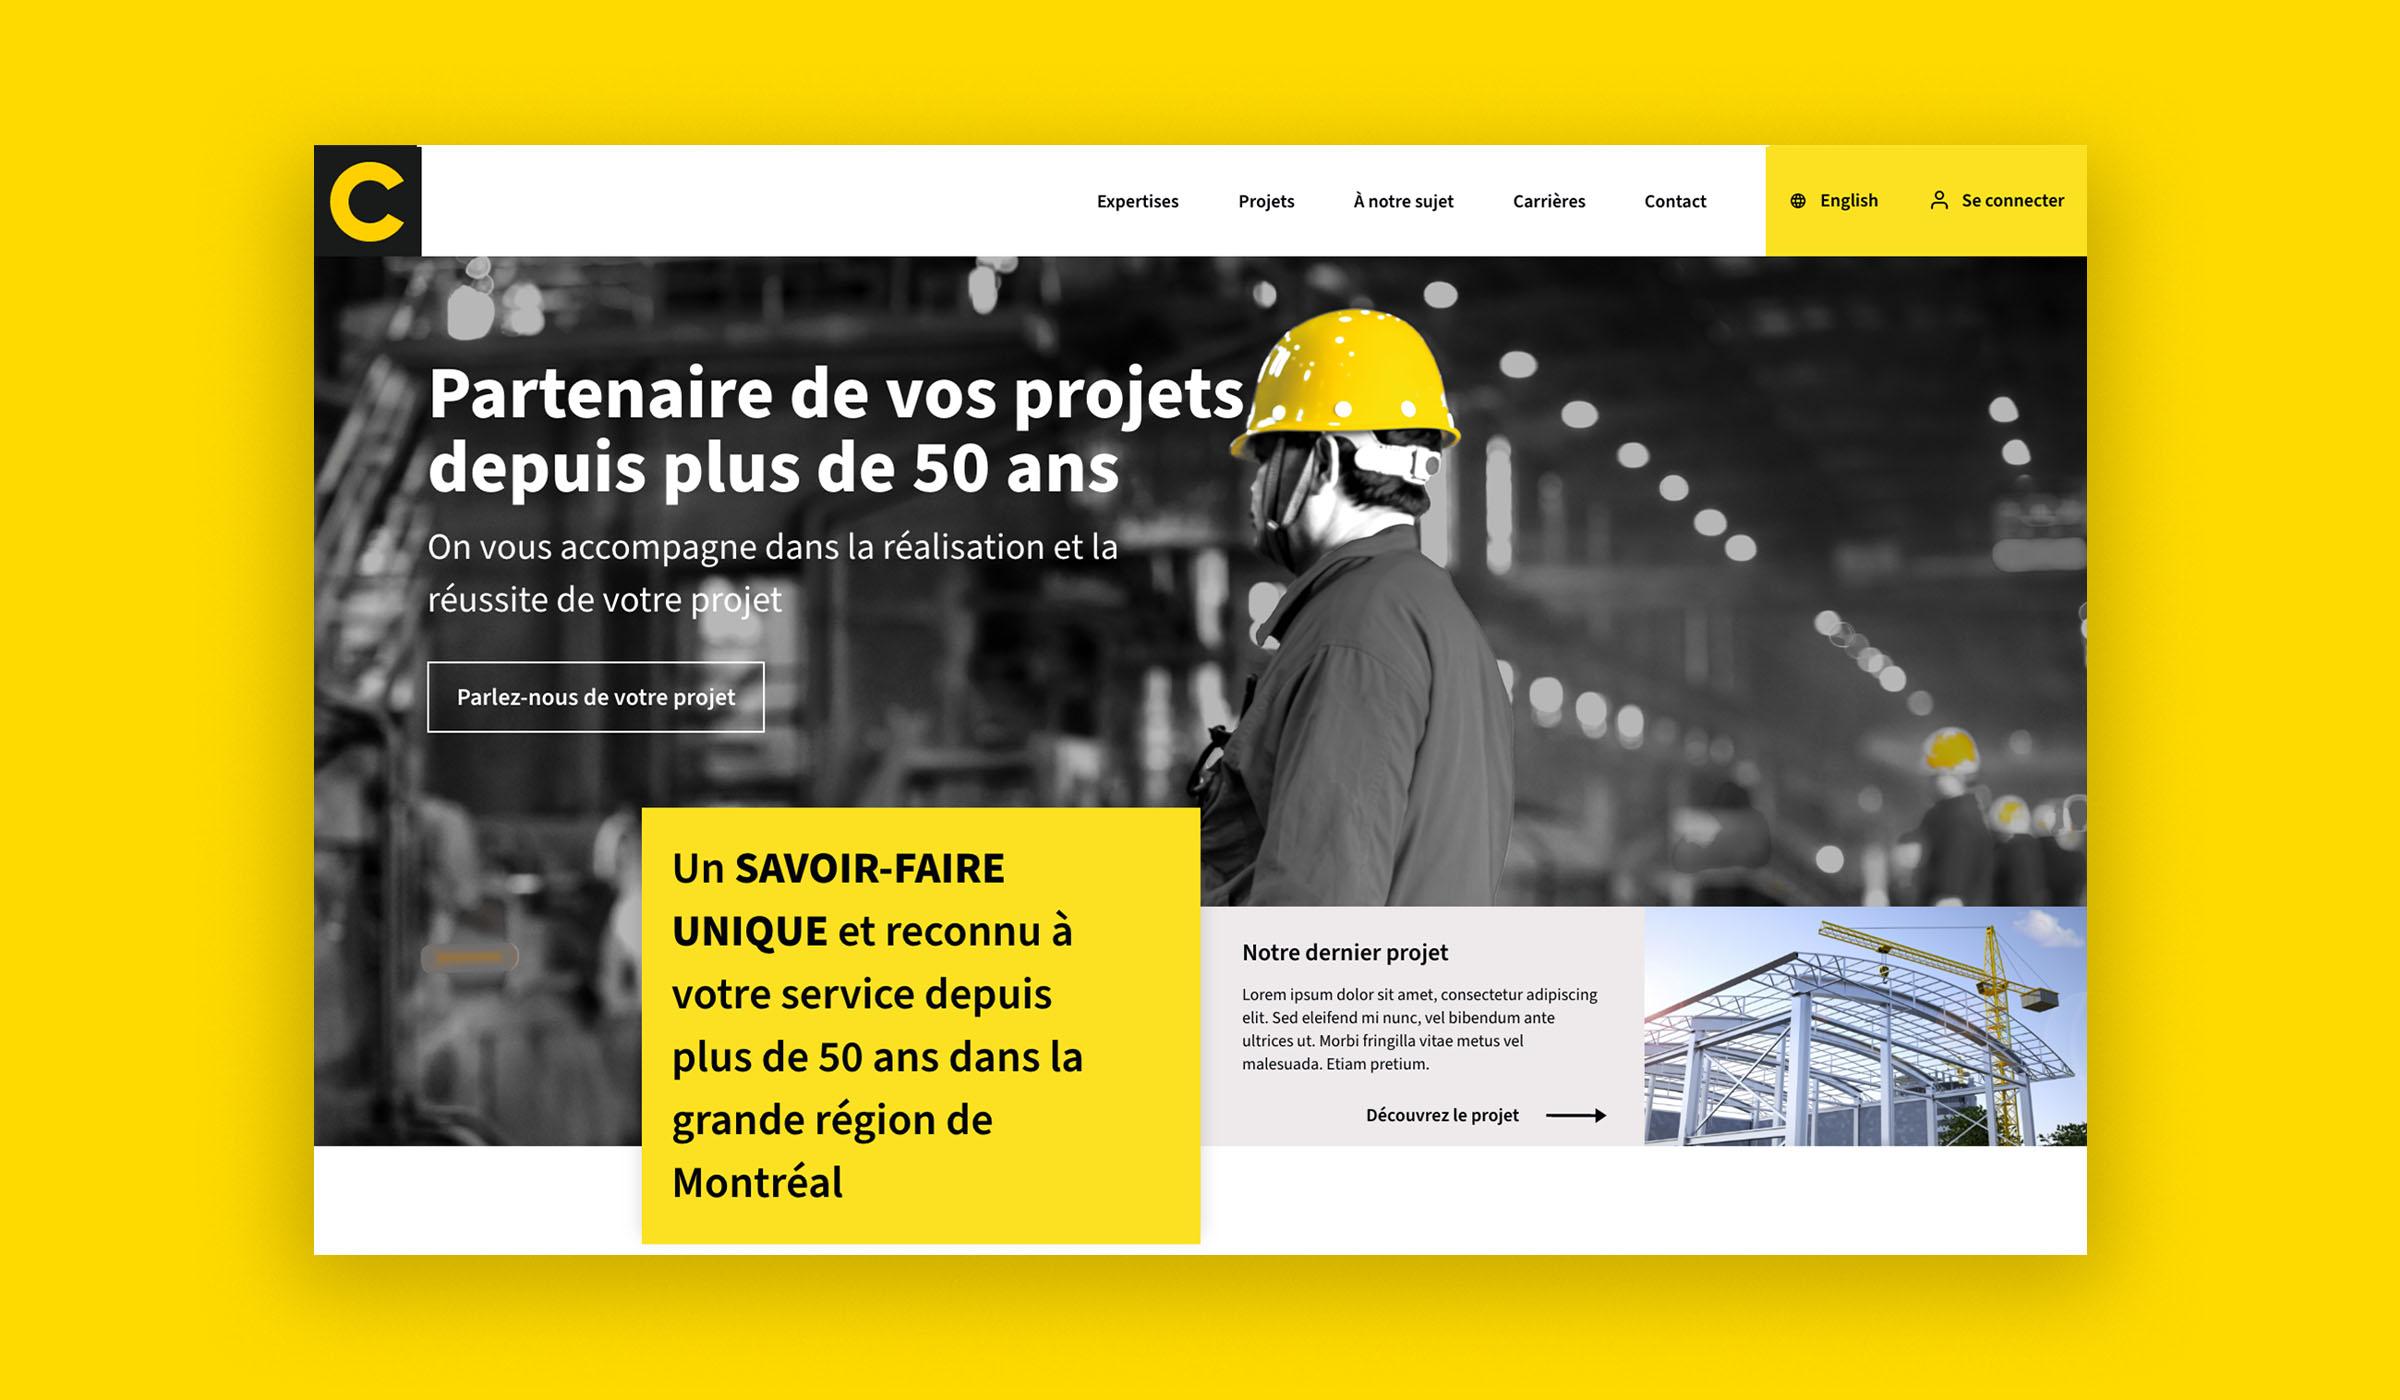 C
Expertises
Projets
À notre sujet
Carrières
Contact
English
Se connecter
Partenaire de vos projets
depuis plus de 50 ans
On vous accompagne dans la réalisation et la
réussite de votre projet
Parlez-nous de votre projet
Un SAVOIR-FAIRE
UNIQUE et reconnu à
votre service depuis
plus de 50 ans dans la
grande région de
Montréal
Notre dernier projet
Lorem ipsum dolor sit amet, consectetur adipiscing
elit. Sed eleifend mi nunc, vel bibendum ante
ultrices ut. Morbi fringilla vitae metus vel
malesuada. Etiam pretium.
Découvrez le projet